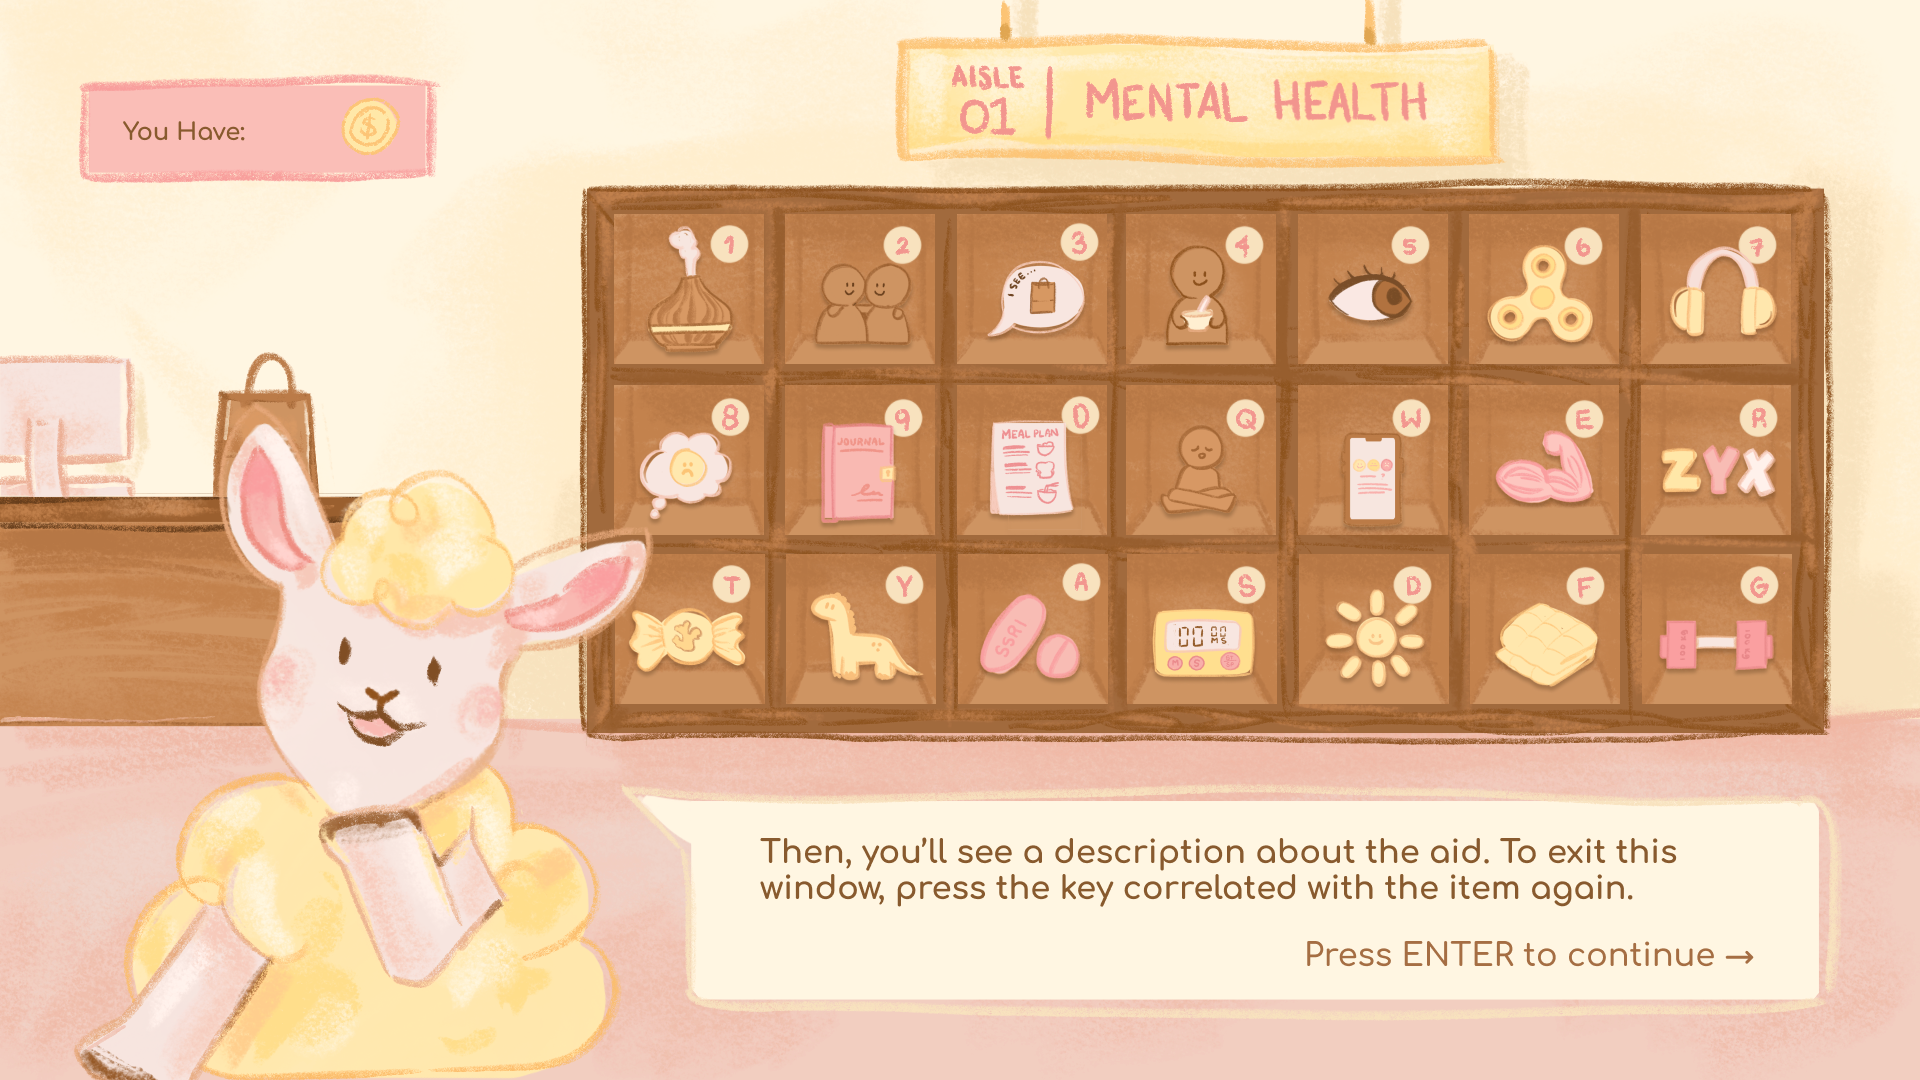 You Have:
$
AISLE
01
MENTAL HEALTH
1
2
3
4
5
6
7
I SEE...
8
9
0
Q
W
E
R
JOURNAL
MEAL PLAN
ZYX
T
Y
A
S
D
F
G
SSRI
00 00
M S
M S
Then, you'll see a description about the aid. To exit this
window, press the key correlated with the item again.
Press ENTER to continue →